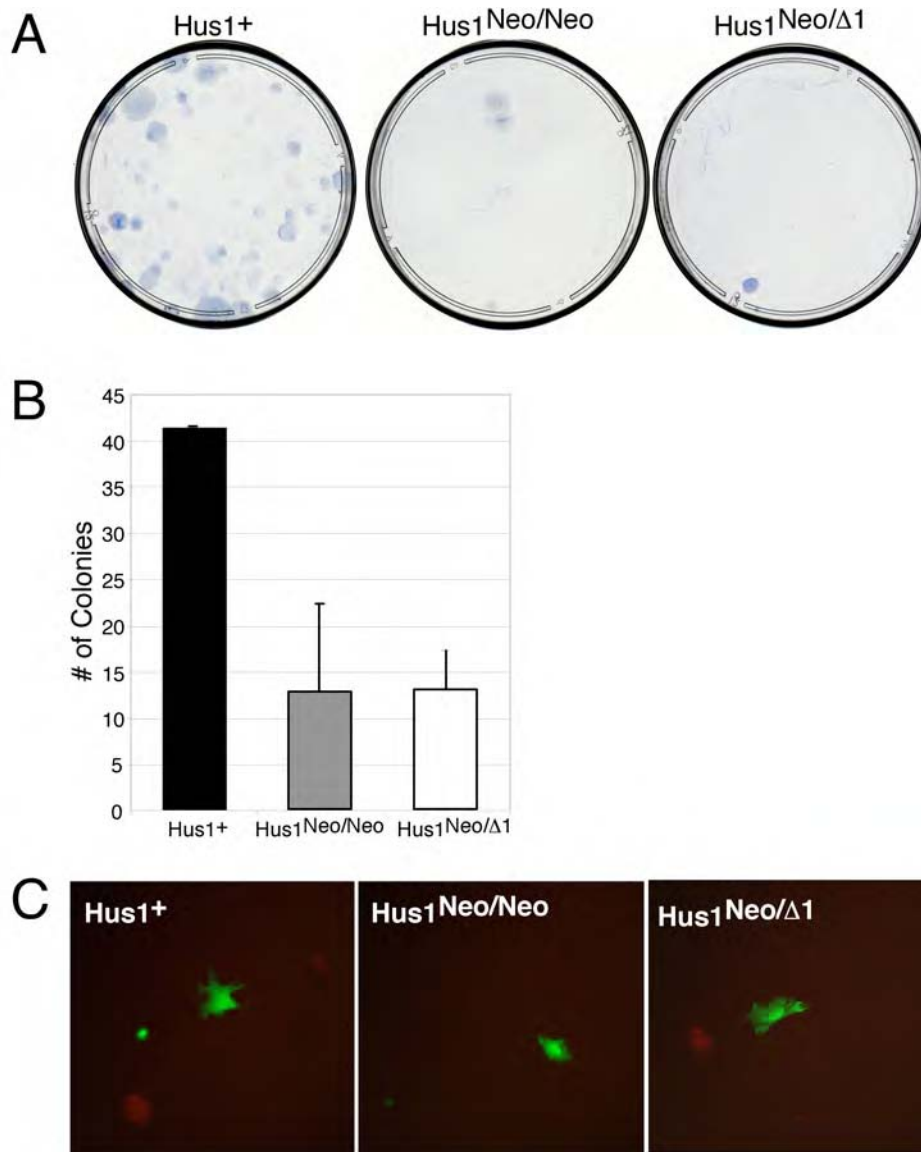 A
Hus1+ Hus1Neo/Neo Hus1Neo/Δ1
B
# of Colonies
45
40
35
30
25
20
15
10
5
0
Hus1+ Hus1Neo/Neo Hus1Neo/Δ1
C
Hus1+ Hus1Neo/Neo Hus1Neo/Δ1